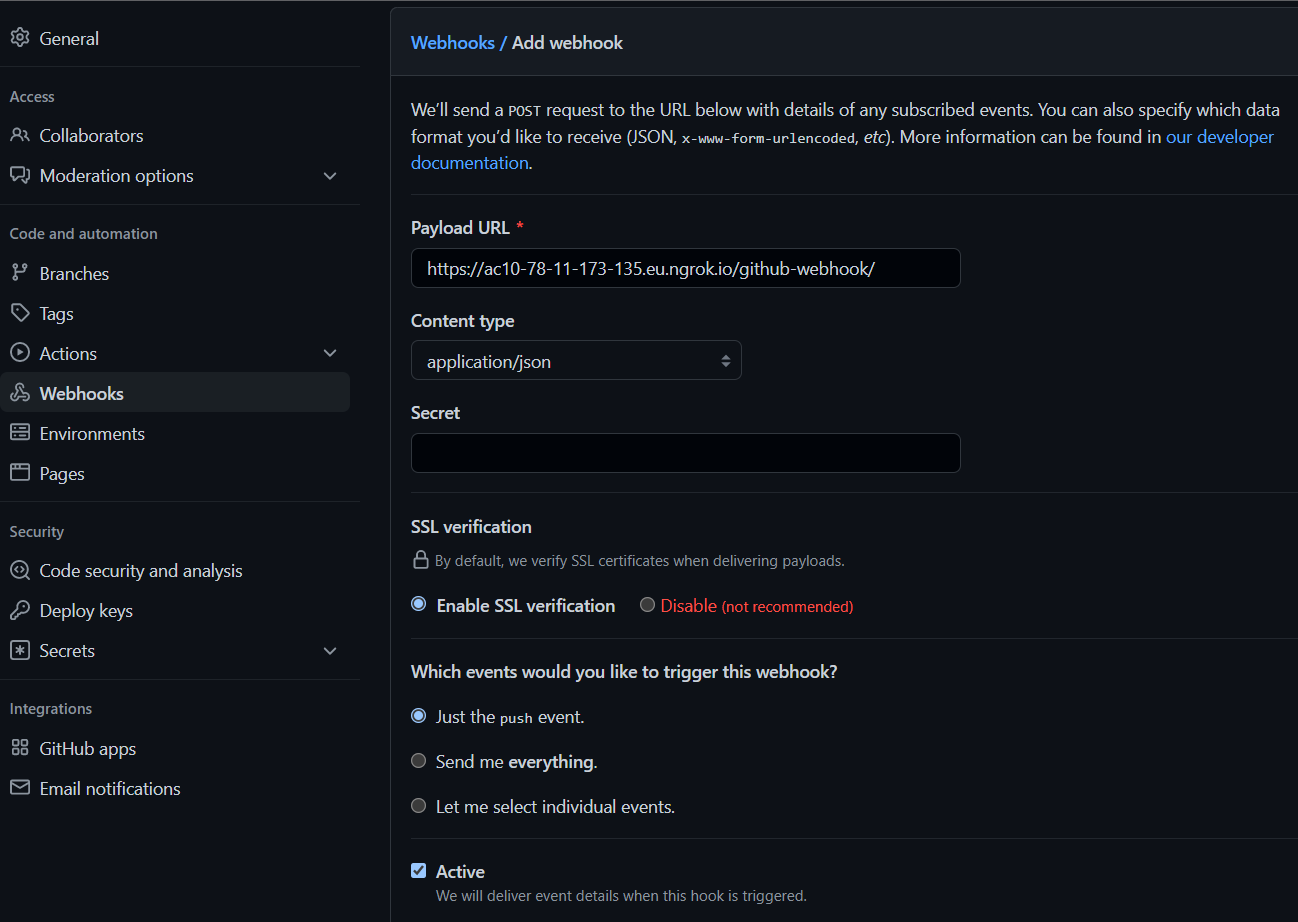 General
Access
Collaborators
Moderation options
Code and automation
Branches
Tags
Actions
Webhooks
Environments
Pages
Security
Code security and analysis
Deploy keys
Secrets
Integrations
GitHub apps
Email notifications
Webhooks / Add webhook
We’ll send a POST request to the URL below with details of any subscribed events. You can also specify which data
format you’d like to receive (JSON, x-www-form-urlencoded, etc). More information can be found in our developer
documentation.
Payload URL *
https://ac10-78-11-173-135.eu.ngrok.io/github-webhook/
Content type
application/json
Secret
SSL verification
By default, we verify SSL certificates when delivering payloads.
Enable SSL verification Disable (not recommended)
Which events would you like to trigger this webhook?
Just the push event.
Send me everything.
Let me select individual events.
Active
We will deliver event details when this hook is triggered.